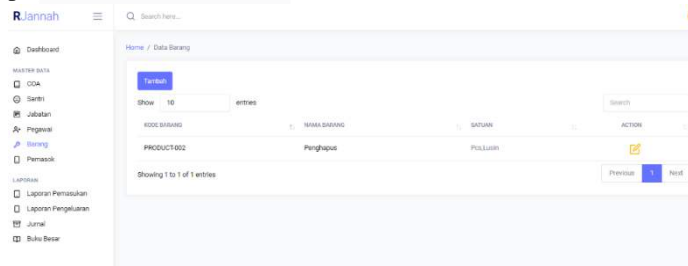 RJannah
Search here...
Dashboard
MASTER DATA
COA
Santri
Jabatan
Pegawai
Barang
Pemasok
LAPORAN
Laporan Pemasukan
Laporan Pengeluaran
Jurnal
Buku Besar
Home / Data Barang
Tambah
Show 10 entries
Search
KODE BARANG NAMA BARANG SATUAN ACTION
PRODUCT-002 Penghapus Pcs,Lusin
Showing 1 to 1 of 1 entries
Previous 1 Next